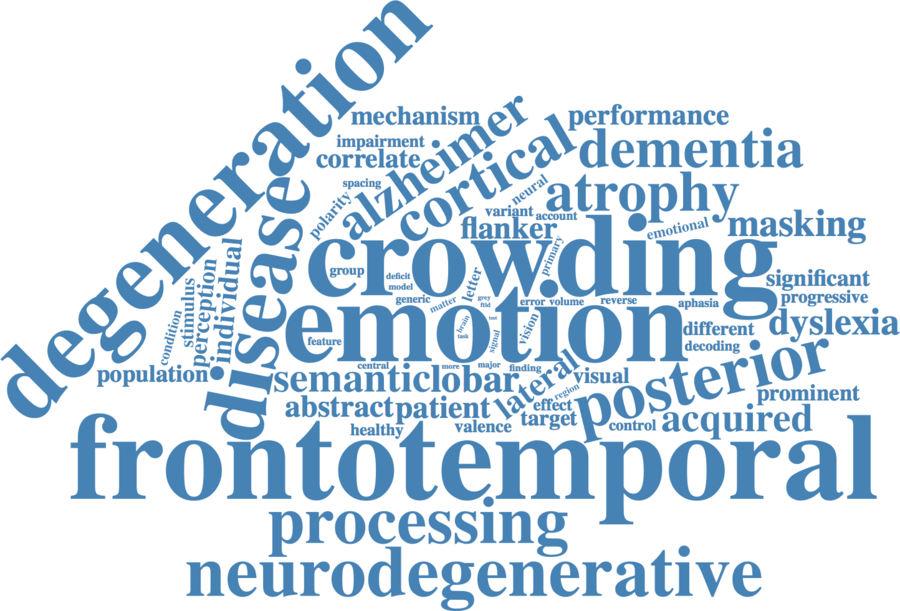 degeneration
mechanism
performance
impairment
alzheimer
cortical
dementia
correlate
spacing
neural
atrophy
polarity
disease
variant
account
flanker
emotional
masking
crowding
primary
group
deficit
model
letter
significant
individual
perception
stimulus
condition
generic
matter
grey
ftld
error
volume
reverse
aphasia
progressive
emotion
brain
task
test
signal
vision
feature
different
dyslexia
decoding
population
central
more
major
finding
semantic
lobar
lateral
region
visual
posterior
prominent
abstract
patient
effect
target
control
acquired
healthy
valence
frontotemporal
processing
neurodegenerative